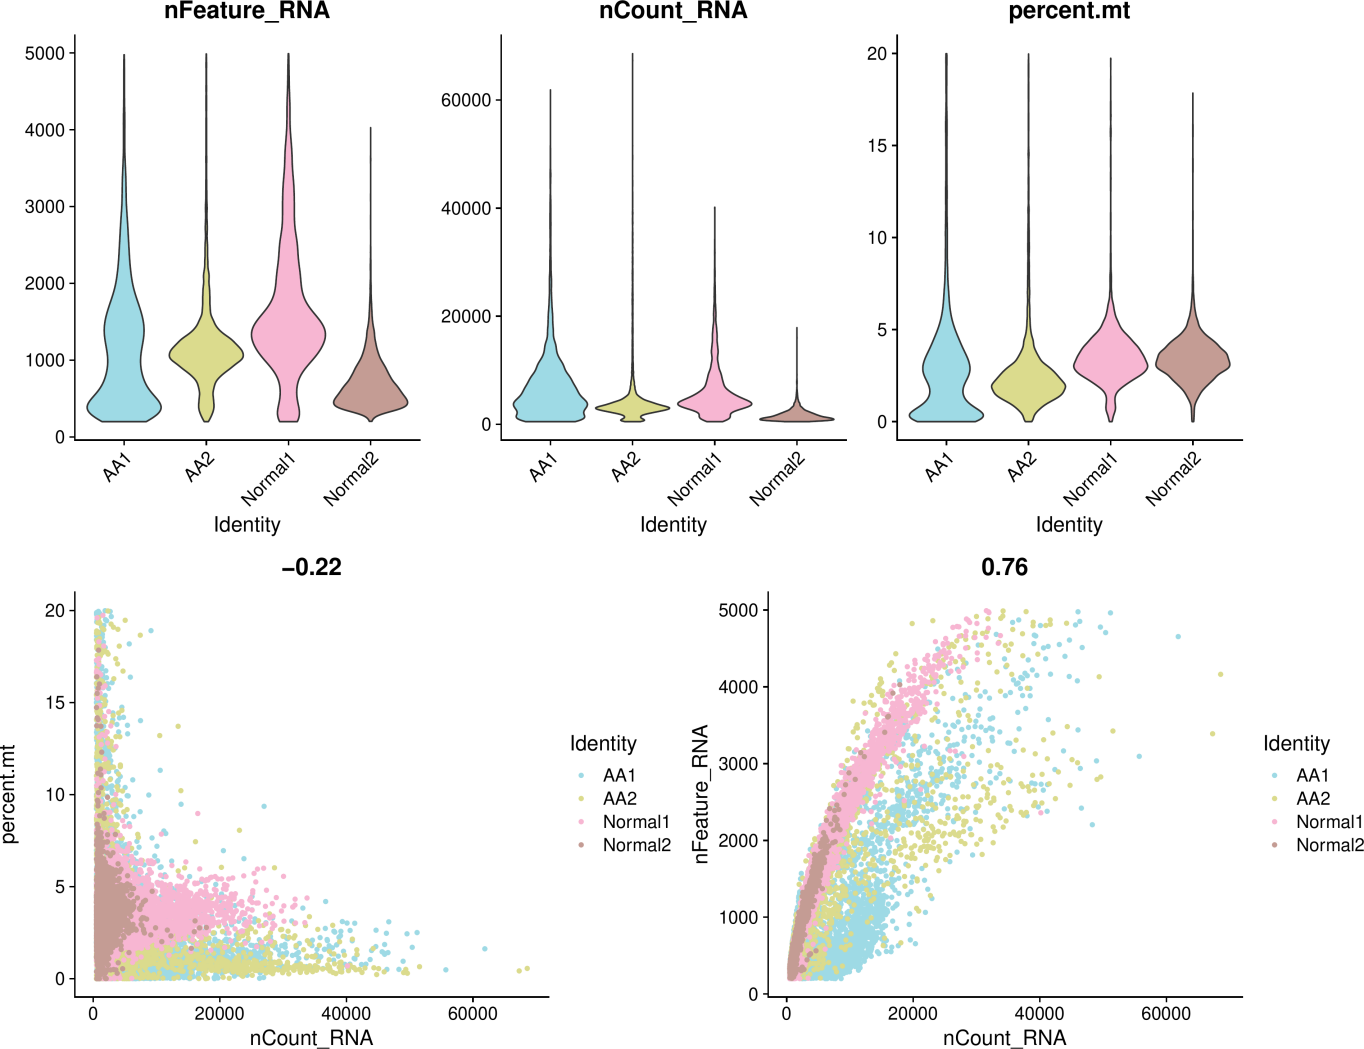 nFeature_RNA
5000
4000
3000
2000
1000
0
AA1
AA2
Normal1
Normal2
Identity
nCount_RNA
60000
40000
20000
0
AA1
AA2
Normal1
Normal2
Identity
percent.mt
20
15
10
5
0
AA1
AA2
Normal1
Normal2
Identity
−0.22
percent.mt
20
15
10
5
0
0
20000
40000
60000
nCount_RNA
Identity
AA1
AA2
Normal1
Normal2
0.76
nFeature_RNA
5000
4000
3000
2000
1000
0
0
20000
40000
60000
nCount_RNA
Identity
AA1
AA2
Normal1
Normal2